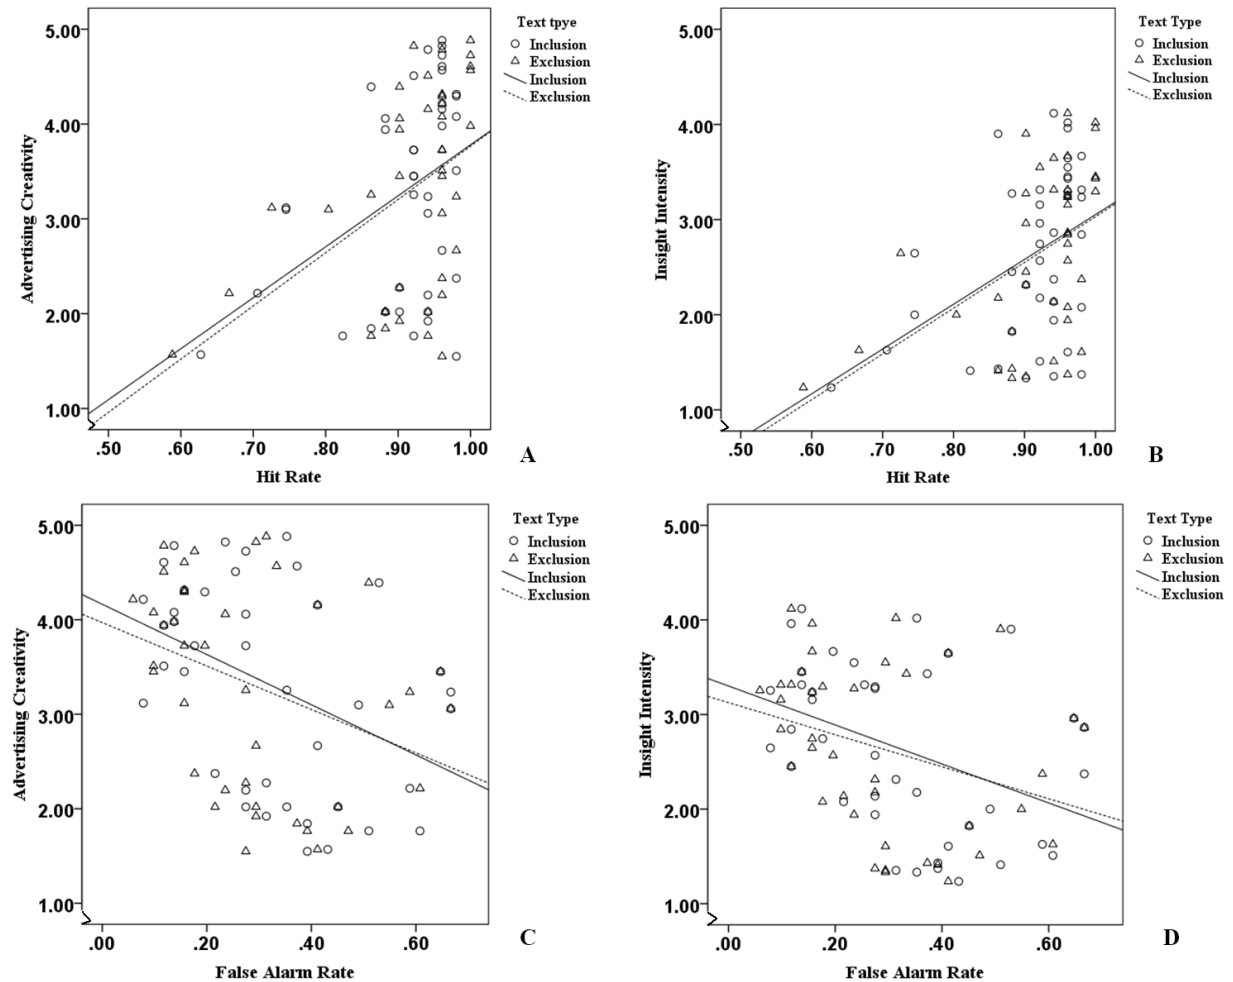 Text tpye
Inclusion
Exclusion
Inclusion
Exclusion
5.00
4.00
3.00
2.00
1.00
Advertising Creativity
.50 .60 .70 .80 .90 1.00
Hit Rate
A
Text Type
Inclusion
Exclusion
Inclusion
Exclusion
5.00
4.00
3.00
2.00
1.00
Insight Intensity
.50 .60 .70 .80 .90 1.00
Hit Rate
B
Text Type
Inclusion
Exclusion
Inclusion
Exclusion
5.00
4.00
3.00
2.00
1.00
Advertising Creativity
.00 .20 .40 .60
False Alarm Rate
C
Text Type
Inclusion
Exclusion
Inclusion
Exclusion
5.00
4.00
3.00
2.00
1.00
Insight Intensity
.00 .20 .40 .60
False Alarm Rate
D